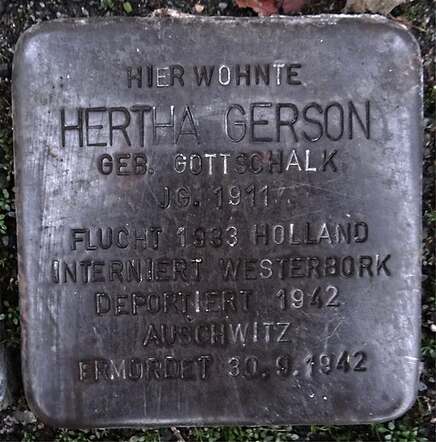 HIER WOHNTE
HERTHA GERSON
GEB. GOTTSCHALK
JG. 1911
FLUCHT 1933 HOLLAND
INTERNIERT WESTERBORK
DEPORTIERT 1942
AUSCHWITZ
ERMORDET 30.9.1942